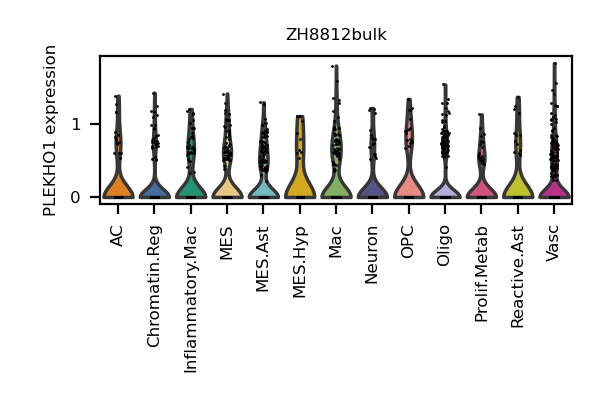 ZH8812bulk
PLEKHO1 expression
1
0
AC
Chromatin.Reg
Inflammatory.Mac
MES
MES.Ast
MES.Hyp
Mac
Neuron
OPC
Oligo
Prolif.Metab
Reactive.Ast
Vasc